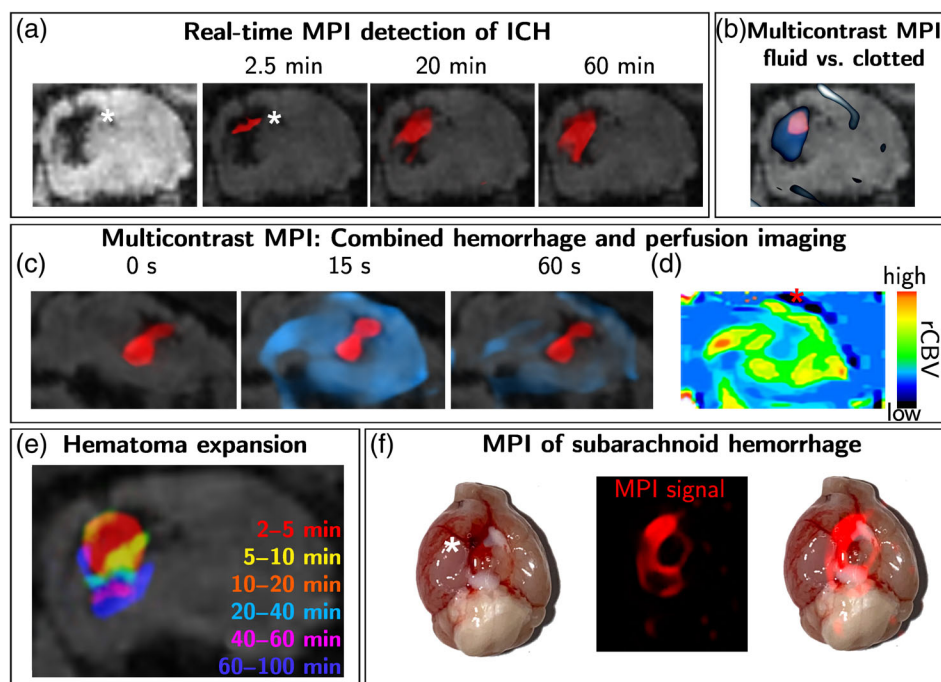 (a)
Real-time MPI detection of ICH
2.5 min
20 min
60 min
*
*
(b)
Multicontrast MPI
fluid vs. clotted
Multicontrast MPI: Combined hemorrhage and perfusion imaging
(c)
0 s
15 s
60 s
(d)
*
high
rCBV
low
(e)
Hematoma expansion
2–5 min
5–10 min
10–20 min
20–40 min
40–60 min
60–100 min
(f)
MPI of subarachnoid hemorrhage
*
MPI signal